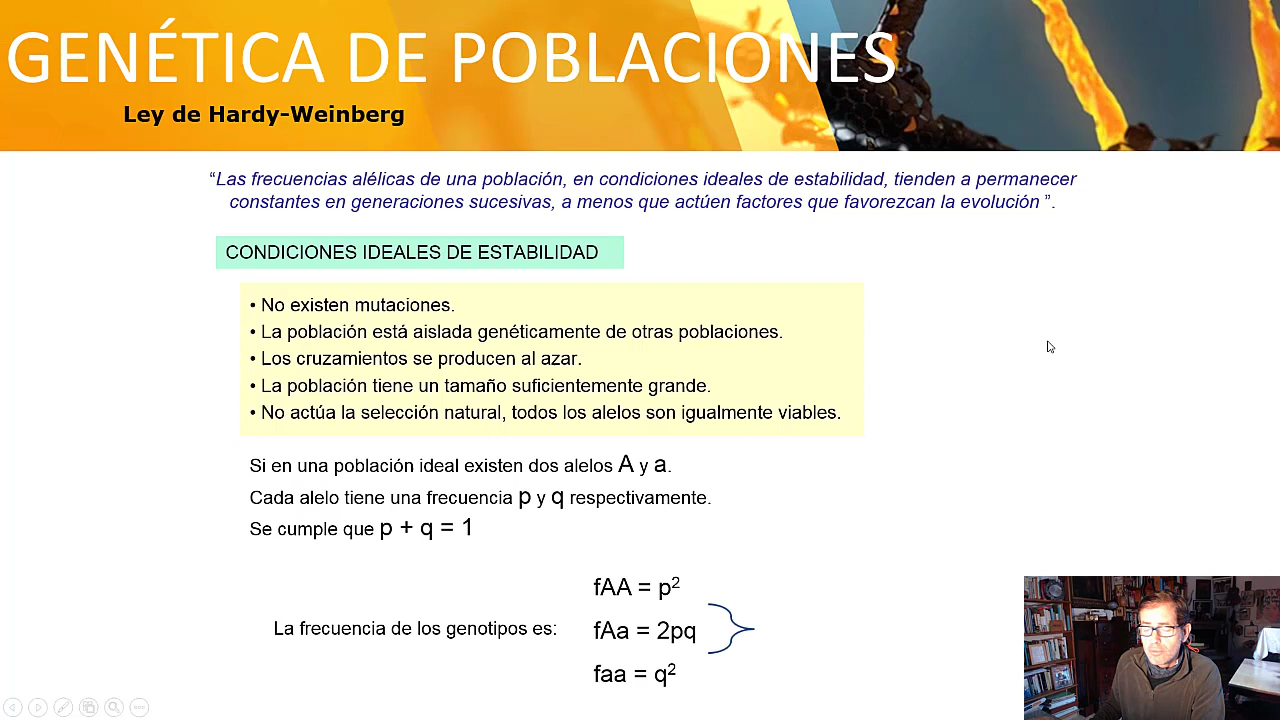 GENÉTICA DE POBLACIONES
Ley de Hardy-Weinberg
“Las frecuencias alélicas de una población, en condiciones ideales de estabilidad, tienden a permanecer
constantes en generaciones sucesivas, a menos que actúen factores que favorezcan la evolución ”.
CONDICIONES IDEALES DE ESTABILIDAD
• No existen mutaciones.
• La población está aislada genéticamente de otras poblaciones.
• Los cruzamientos se producen al azar.
• La población tiene un tamaño suficientemente grande.
• No actúa la selección natural, todos los alelos son igualmente viables.
Si en una población ideal existen dos alelos A y a.
Cada alelo tiene una frecuencia p y q respectivamente.
Se cumple que p + q = 1
fAA = p²
La frecuencia de los genotipos es: fAa = 2pq
faa = q²